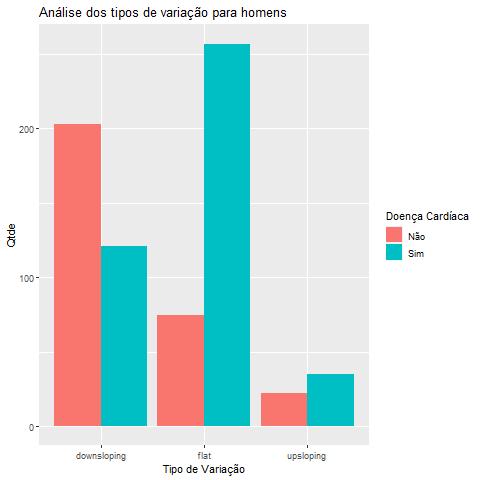 Análise dos tipos de variação para homens
Qtde
200
100
0
downsloping
flat
upsloping
Tipo de Variação
Doença Cardíaca
Não
Sim